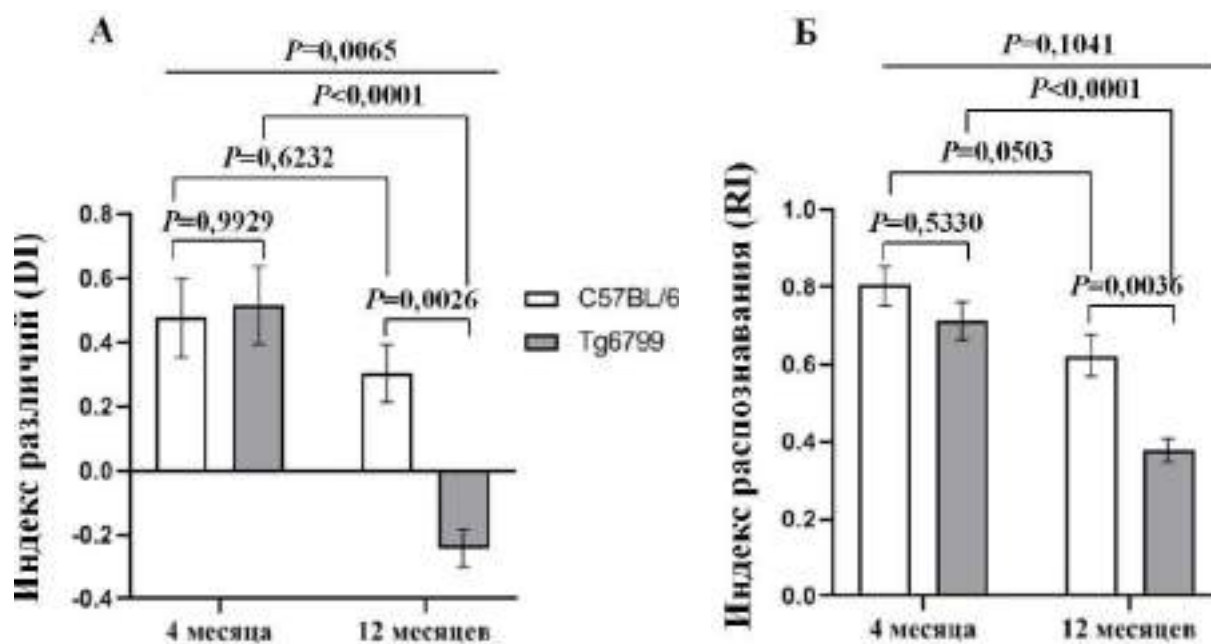 А
P=0,0065
P<0,0001
P=0,6232
P=0,9929
P=0,0026
Индекс различий (DI)
0.8
0.6
0.4
0.2
0.0
-0.2
-0.4
4 месяца
12 месяцев
C57BL/6
Tg6799
Б
P=0,1041
P<0,0001
P=0,0503
P=0,5330
P=0,0036
Индекс распознавания (RI)
1.0
0.8
0.6
0.4
0.2
0.0
4 месяца
12 месяцев